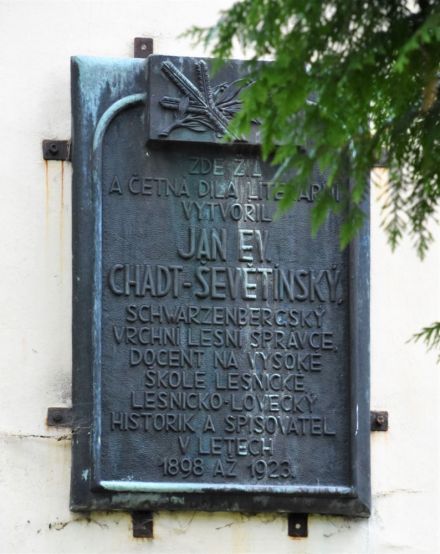 ZDE ŽIL
A ČETNÁ DÍLA LITERÁRNÍ
VYTVOŘIL
JAN EV.
CHADT-ŠEVĚTÍNSKÝ,
SCHWARZENBERGSKÝ
VRCHNÍ LESNÍ SPRÁVCE,
DOCENT NA VYSOKÉ
ŠKOLE LESNICKÉ
LESNICKO-LOVECKÝ
HISTORIK A SPISOVATEL
V LETECH
1898 AŽ 1923.